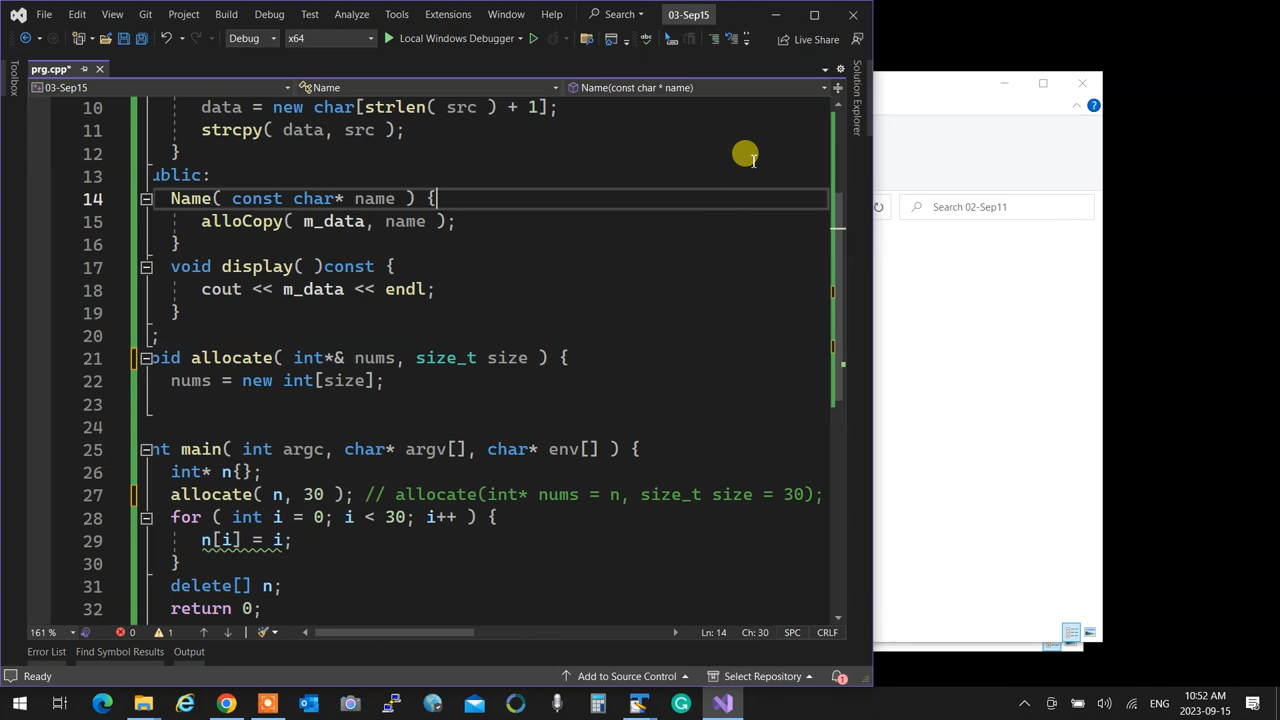 File Edit View Git Project Build Debug Test Analyze Tools Extensions Window Help Search 03-Sep15
Debug x64 Local Windows Debugger Live Share
prg.cpp*
03-Sep15 Name Name(const char * name)
Toolbox
Solution Explorer
10 data = new char[strlen( src ) + 1];
11 strcpy( data, src );
12 }
13 ublic:
14 Name( const char* name ) {
15 alloCopy( m_data, name );
16 }
17 void display( )const {
18 cout << m_data << endl;
19 }
20 ;
21 oid allocate( int*& nums, size_t size ) {
22 nums = new int[size];
23
24
25 nt main( int argc, char* argv[], char* env[] ) {
26 int* n{};
27 allocate( n, 30 ); // allocate(int* nums = n, size_t size = 30);
28 for ( int i = 0; i < 30; i++ ) {
29 n[i] = i;
30 }
31 delete[] n;
32 return 0;
161 % 0 1 Ln: 14 Ch: 30 SPC CRLF
Error List Find Symbol Results Output
Ready Add to Source Control Select Repository 1
Search 02-Sep11
ENG
10:52 AM
2023-09-15